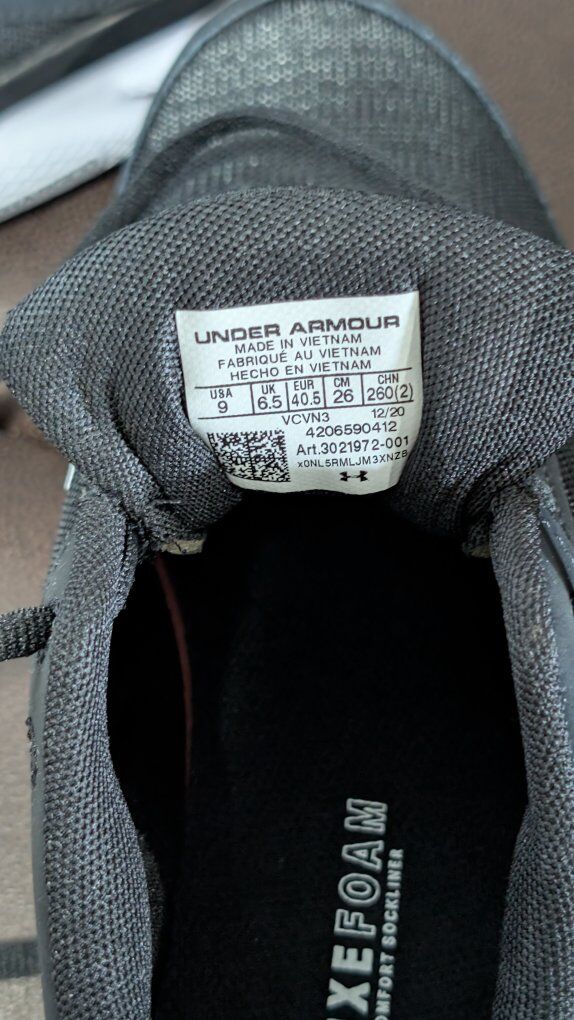 UNDER ARMOUR
MADE IN VIETNAM
FABRIQUÉ AU VIETNAM
HECHO EN VIETNAM
USA UK EUR CM CHN
9 6.5 40.5 26 260(2)
VCVN3 12/20
4206590412
Art.3021972-001
x0NL5RMLJM3XNZB
XEFOAM
OMFORT SOCKLINER